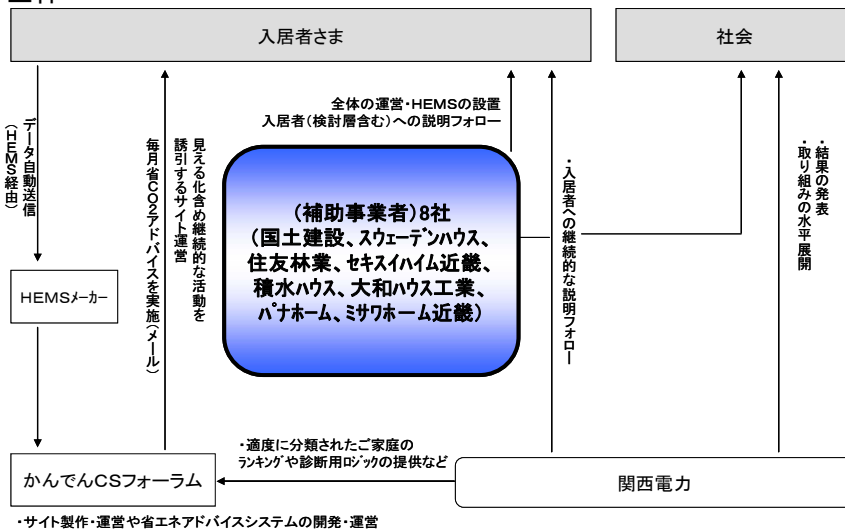 入居者さま
社会
全体の運営・HEMSの設置
入居者(検討層含む)への説明フォロー
データ自動送信
(HEMS経由)
見える化含め継続的な活動を
誘引するサイト運営
毎月省CO2アドバイスを実施(メール)
(補助事業者)8社
(国土建設、スウェーデンハウス、
住友林業、セキスイハイム近畿、
積水ハウス、大和ハウス工業、
パナホーム、ミサワホーム近畿)
・入居者への継続的な説明フォロー
・結果の発表
・取り組みの水平展開
HEMSメーカー
・適度に分類されたご家庭の
ランキングや診断用ロジックの提供など
かんでんCSフォーラム
関西電力
・サイト製作・運営や省エネアドバイスシステムの開発・運営